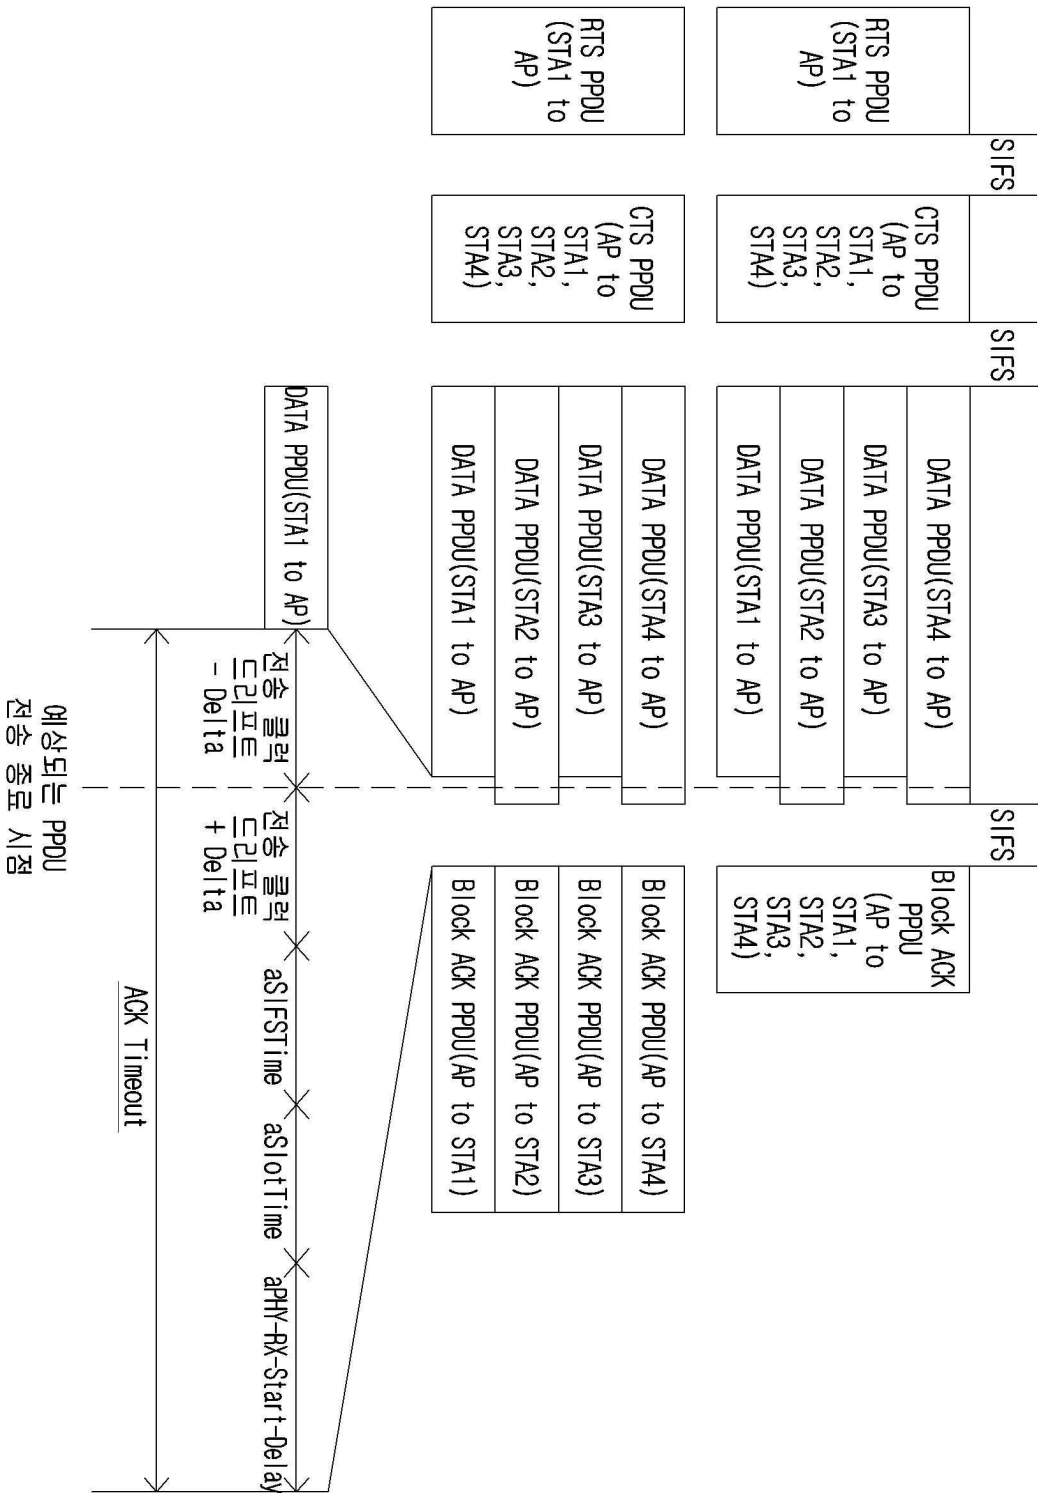 SIFS
SIFS
SIFS
RTS PPDU
(STA1 to
AP)
CTS PPDU
(AP to
STA1,
STA2,
STA3,
STA4)
DATA PPDU(STA4 to AP)
DATA PPDU(STA3 to AP)
DATA PPDU(STA2 to AP)
DATA PPDU(STA1 to AP)
Block ACK
PPDU
(AP to
STA1,
STA2,
STA3,
STA4)
RTS PPDU
(STA1 to
AP)
CTS PPDU
(AP to
STA1,
STA2,
STA3,
STA4)
DATA PPDU(STA4 to AP)
DATA PPDU(STA3 to AP)
DATA PPDU(STA2 to AP)
DATA PPDU(STA1 to AP)
Block ACK PPDU(AP to STA4)
Block ACK PPDU(AP to STA3)
Block ACK PPDU(AP to STA2)
Block ACK PPDU(AP to STA1)
DATA PPDU(STA1 to AP)
전송 클럭
드리프트
- Delta
전송 클럭
드리프트
+ Delta
aSIFSTime
aSlotTime
aPHY-RX-Start-Delay
ACK Timeout
예상되는 PPDU
전송 종료 시점